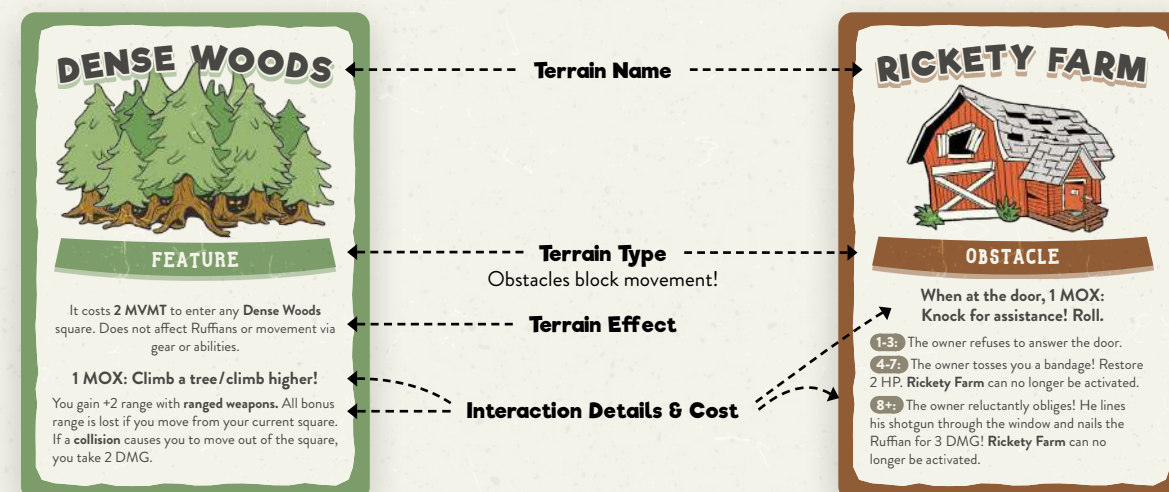 DENSE WOODS
FEATURE
It costs 2 MVMT to enter any Dense Woods
square. Does not affect Ruffians or movement via
gear or abilities.
1 MOX: Climb a tree/climb higher!
You gain +2 range with ranged weapons. All bonus
range is lost if you move from your current square.
If a collision causes you to move out of the square,
you take 2 DMG.
Terrain Name
Terrain Type
Obstacles block movement!
Terrain Effect
Interaction Details & Cost
RICKETY FARM
OBSTACLE
When at the door, 1 MOX:
Knock for assistance! Roll.
1-3: The owner refuses to answer the door.
4-7: The owner tosses you a bandage! Restore
2 HP. Rickety Farm can no longer be activated.
8+: The owner reluctantly obliges! He lines
his shotgun through the window and nails the
Ruffian for 3 DMG! Rickety Farm can no
longer be activated.